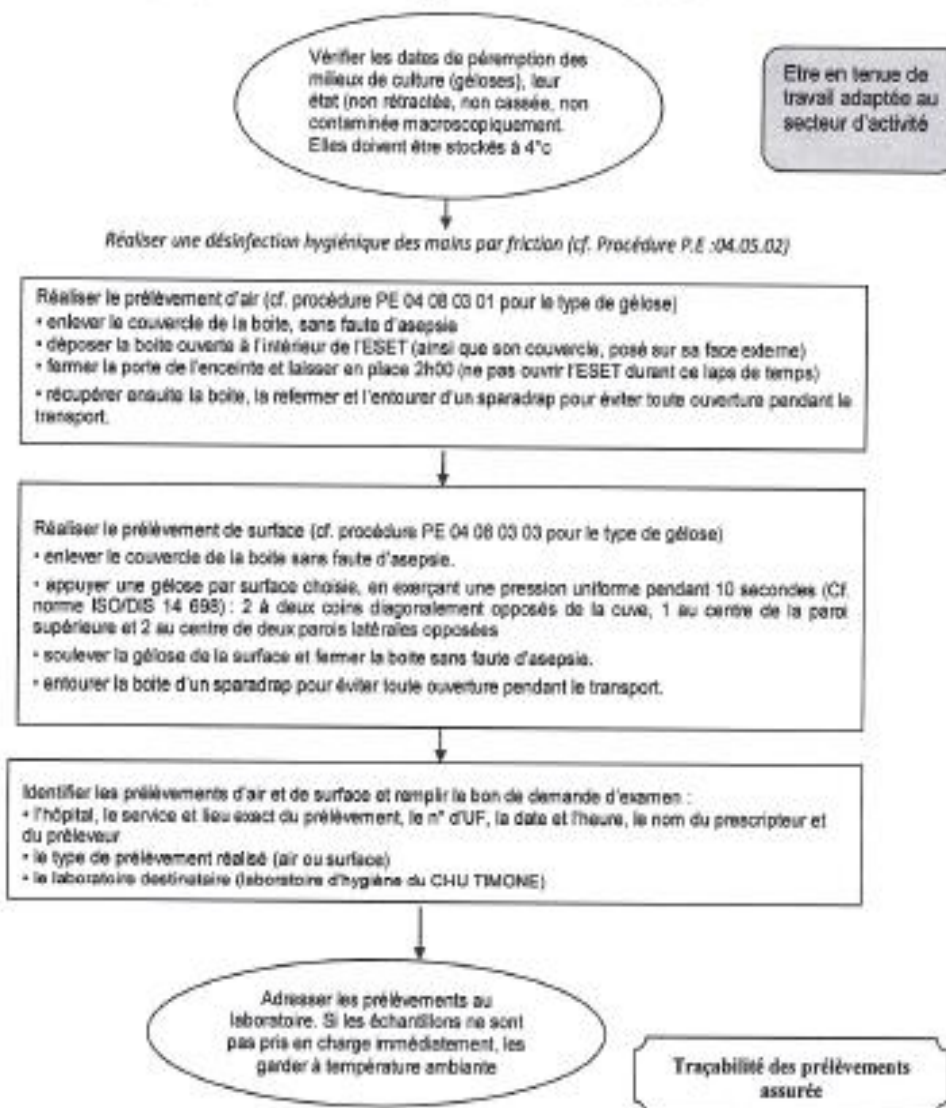 Vérifier les dates de péremption des
milieux de culture (géloses), leur
état (non rétractée, non cassée, non
contaminée macroscopiquement.
Elles doivent être stockés à 4°c
Etre en tenue de
travail adaptée au
secteur d'activité
Réaliser une désinfection hygiénique des mains par friction (cf. Procédure P.E :04.05.02)
Réaliser le prélèvement d'air (cf. procédure PE 04 08 03 01 pour le type de gélose)
• enlever le couvercle de la boite, sans faute d'asepsie
• déposer la boite ouverte à l'intérieur de l'ESET (ainsi que son couvercle, posé sur sa face externe)
• fermer la porte de l'enceinte et laisser en place 2h00 (ne pas ouvrir l'ESET durant ce laps de temps)
• récupérer ensuite la boite, la refermer et l'entourer d'un sparadrap pour éviter toute ouverture pendant le
transport.
Réaliser le prélèvement de surface (cf. procédure PE 04 08 03 03 pour le type de gélose)
• enlever le couvercle de la boite sans faute d'asepsie.
• appuyer une gélose par surface choisie, en exerçant une pression uniforme pendant 10 secondes (Cf.
norme ISO/DIS 14 698) : 2 à deux coins diagonalement opposés de la cuve, 1 au centre de la paroi
supérieure et 2 au centre de deux parois latérales opposées
• soulever la gélose de la surface et fermer la boite sans faute d'asepsie.
• entourer la boite d'un sparadrap pour éviter toute ouverture pendant le transport.
Identifier les prélèvements d'air et de surface et remplir le bon de demande d'examen :
• l'hôpital, le service et lieu exact du prélèvement, le n° d'UF, la date et l'heure, le nom du prescripteur et
du préleveur
• le type de prélèvement réalisé (air ou surface)
• le laboratoire destinataire (laboratoire d'hygiène du CHU TIMONE)
Adresser les prélèvements au
laboratoire. Si les échantillons ne sont
pas pris en charge immédiatement, les
garder à température ambiante
Traçabilité des prélèvements
assurée